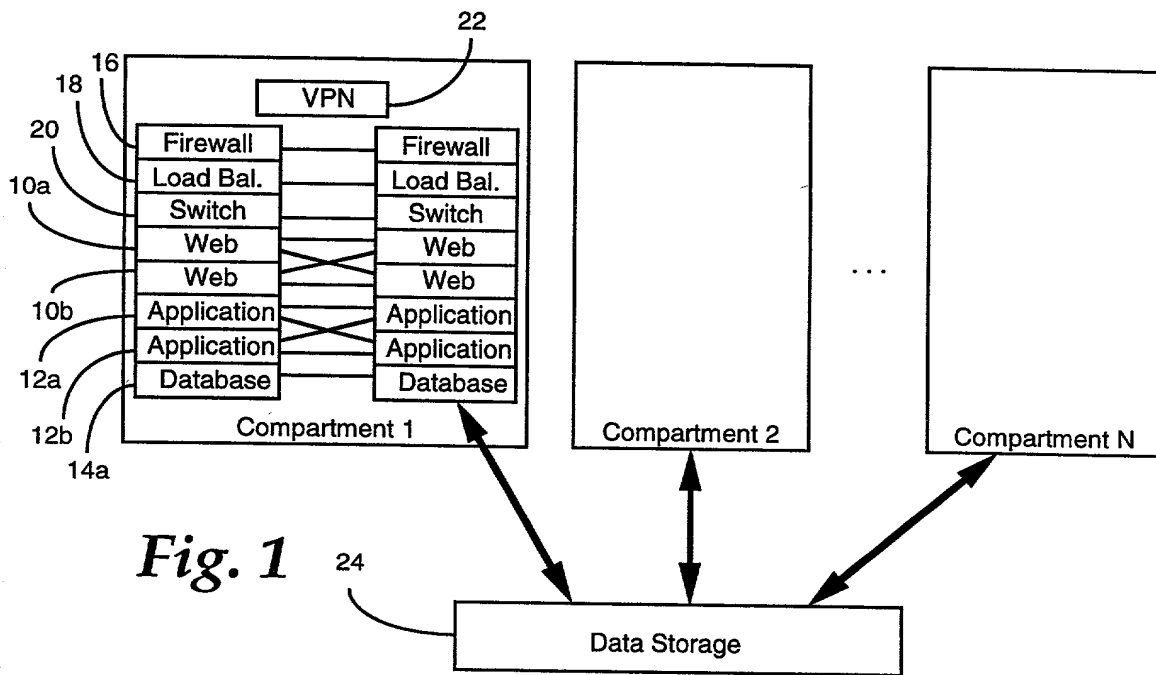 22
16
18
20
10a
10b
12a
12b
14a
VPN
Firewall Firewall
Load Bal. Load Bal.
Switch Switch
Web Web
Web Web
Application Application
Application Application
Database Database
Compartment 1
Compartment 2
...
Compartment N
Fig. 1
24
Data Storage